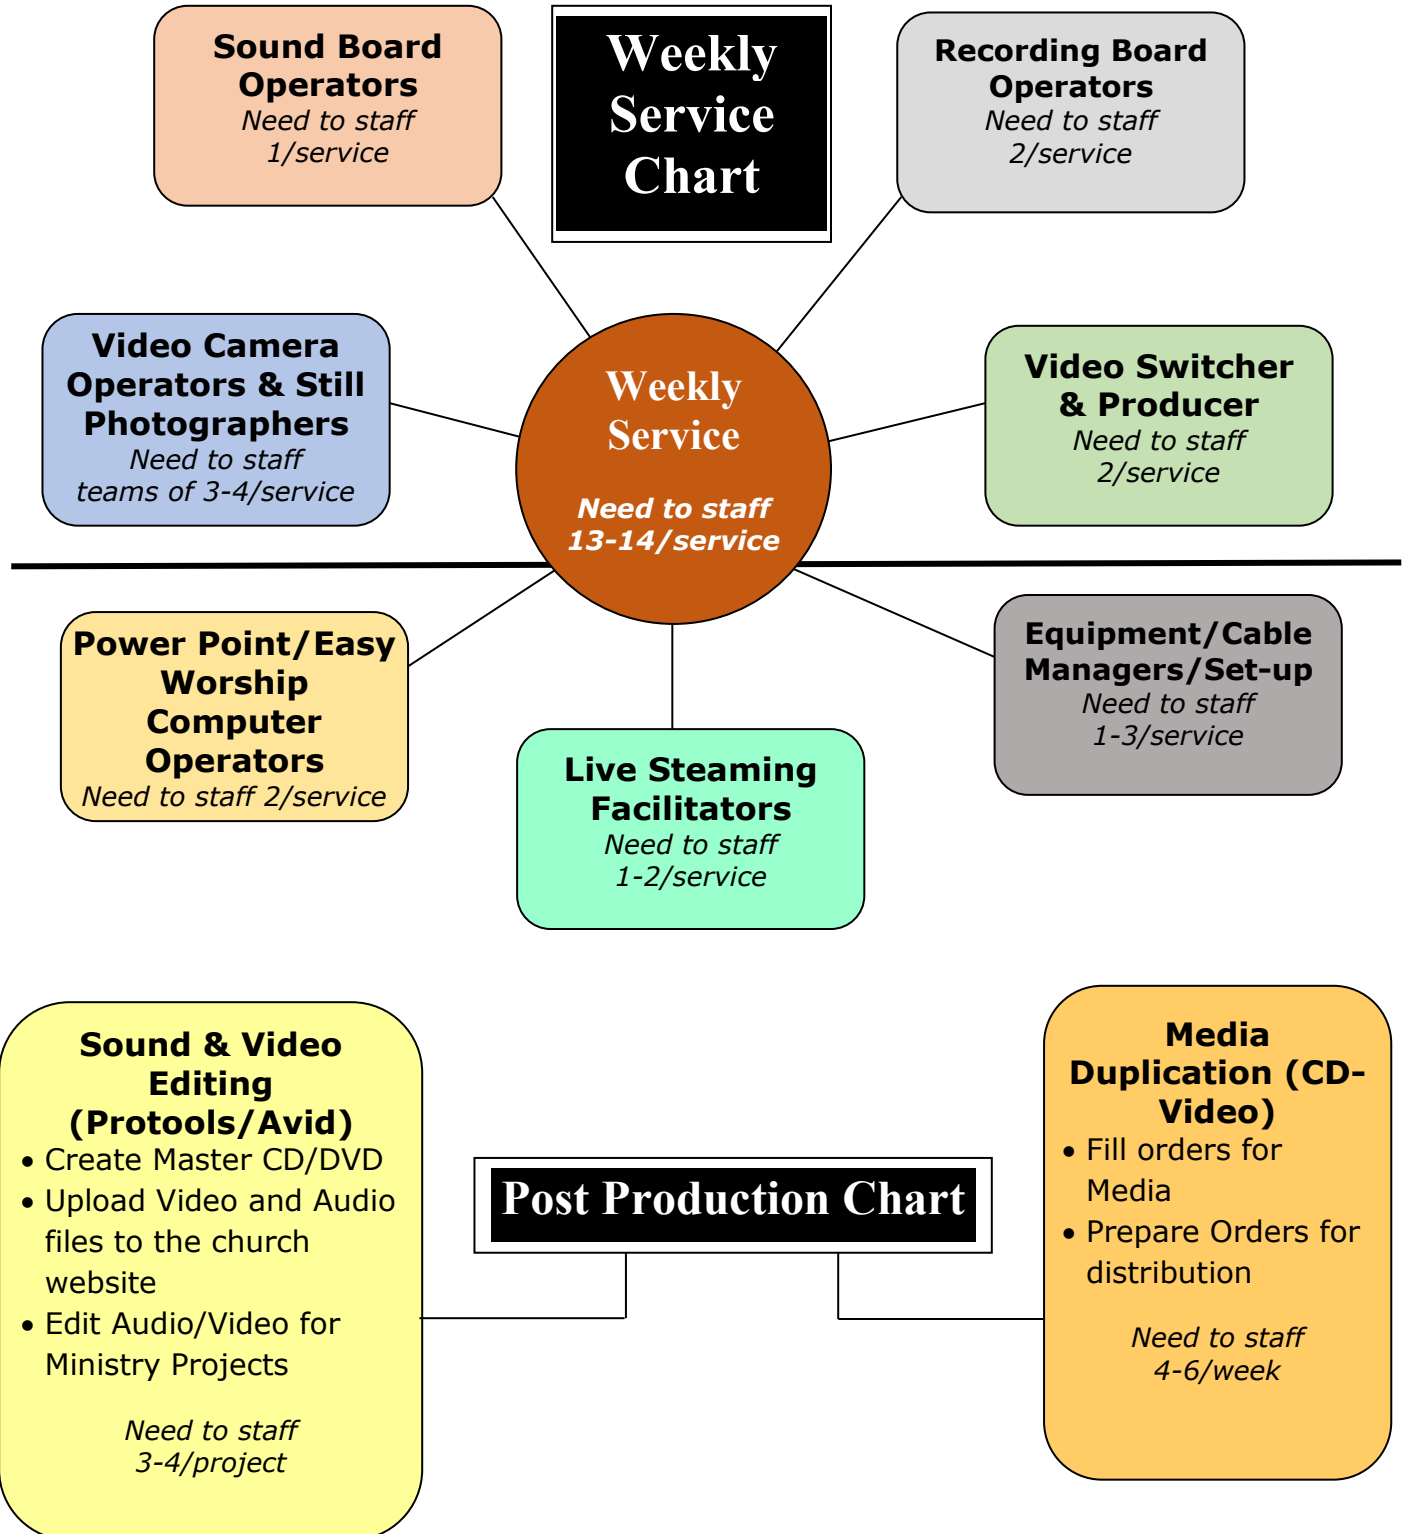 Sound Board
Operators
Need to staff
1/service
Weekly
Service
Chart
Recording Board
Operators
Need to staff
2/service
Video Camera
Operators & Still
Photographers
Need to staff
teams of 3-4/service
Weekly
Service
Need to staff
13-14/service
Video Switcher
& Producer
Need to staff
2/service
Power Point/Easy
Worship
Computer
Operators
Need to staff 2/service
Live Steaming
Facilitators
Need to staff
1-2/service
Equipment/Cable
Managers/Set-up
Need to staff
1-3/service
Sound & Video
Editing
(Protools/Avid)
• Create Master CD/DVD
• Upload Video and Audio
files to the church
website
• Edit Audio/Video for
Ministry Projects
Need to staff
3-4/project
Post Production Chart
Media
Duplication (CD-
Video)
• Fill orders for
Media
• Prepare Orders for
distribution
Need to staff
4-6/week